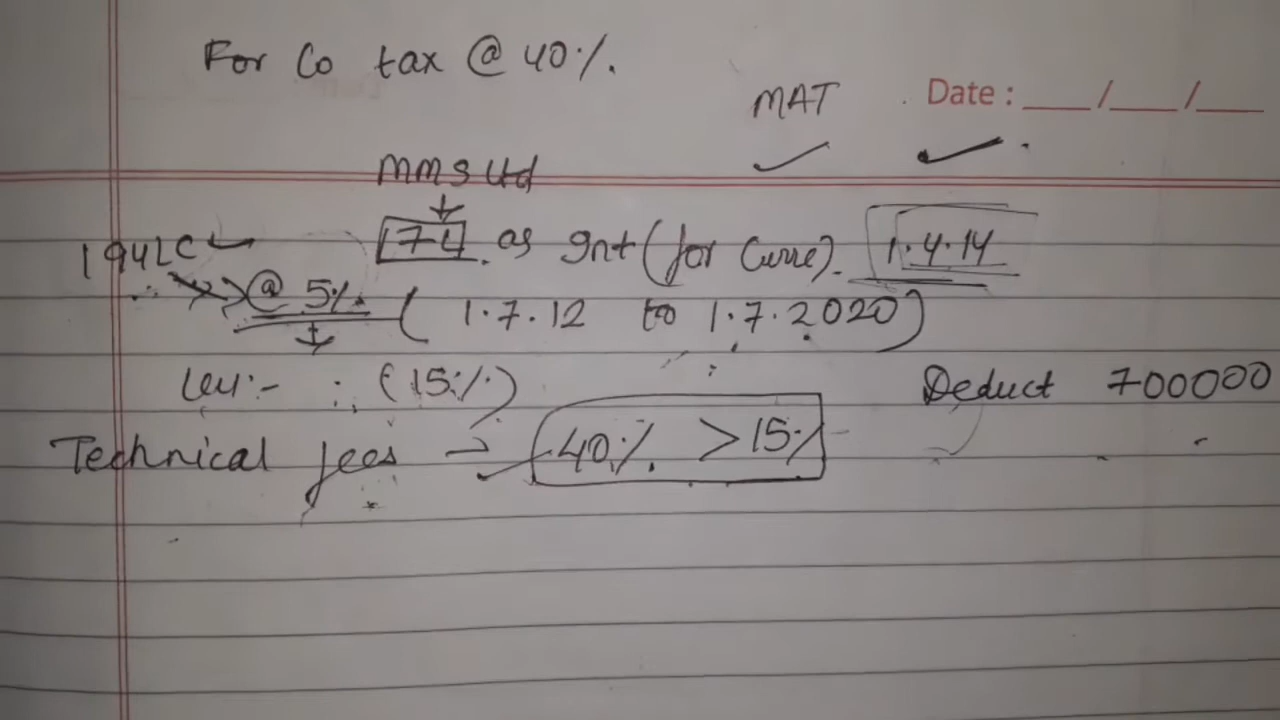 For Co tax @ 40%.
MAT
Date : ___/___/___
MMS Ltd
194LC
174 as Int (for Curre). 1.4.14
@ 5%. ( 1.7.12 to 1.7.2020)
: (15%)
Deduct 700000
Technical fees → 40%. > 15%